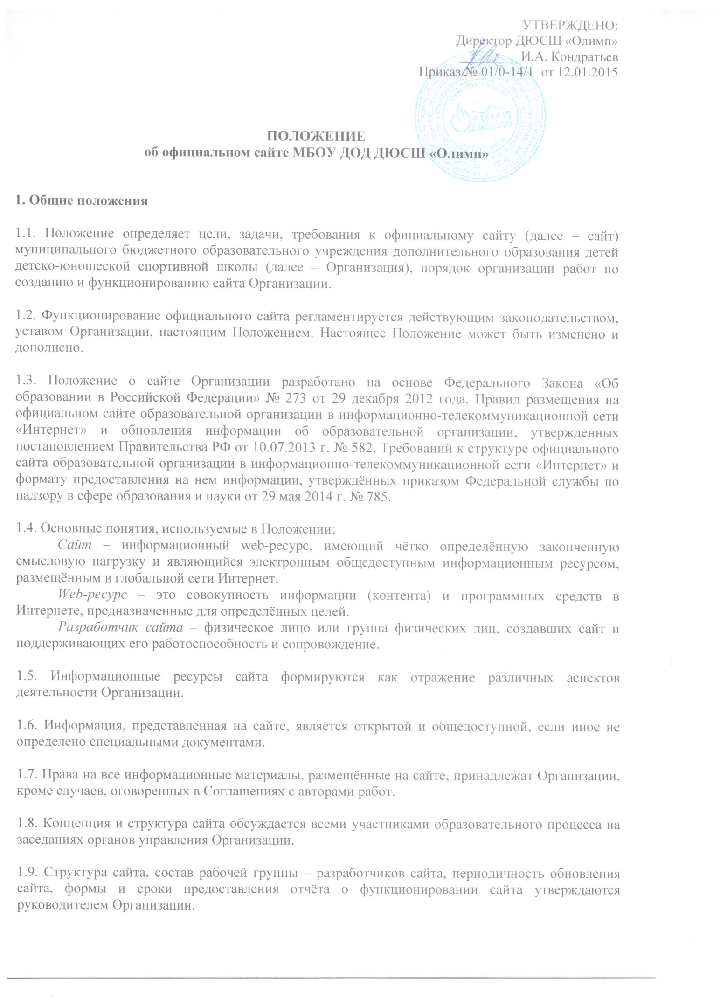 УТВЕРЖДЕНО:
Директор ДЮСШ «Олимп»
__________И.А. Кондратьев
Приказ № 01/0-14/1 от 12.01.2015
ОЛИМП
ПОЛОЖЕНИЕ
об официальном сайте МБОУ ДОД ДЮСШ «Олимп»
1. Общие положения
1.1. Положение определяет цели, задачи, требования к официальному сайту (далее – сайт)
муниципального бюджетного образовательного учреждения дополнительного образования детей
детско-юношеской спортивной школы (далее – Организация), порядок организации работ по
созданию и функционированию сайта Организации.
1.2. Функционирование официального сайта регламентируется действующим законодательством,
уставом Организации, настоящим Положением. Настоящее Положение может быть изменено и
дополнено.
1.3. Положение о сайте Организации разработано на основе Федерального Закона «Об
образовании в Российской Федерации» № 273 от 29 декабря 2012 года, Правил размещения на
официальном сайте образовательной организации в информационно-телекоммуникационной сети
«Интернет» и обновления информации об образовательной организации, утвержденных
постановлением Правительства РФ от 10.07.2013 г. № 582, Требований к структуре официального
сайта образовательной организации в информационно-телекоммуникационной сети «Интернет» и
формату предоставления на нем информации, утверждённых приказом Федеральной службы по
надзору в сфере образования и науки от 29 мая 2014 г. № 785.
1.4. Основные понятия, используемые в Положении:
Сайт – информационный web-ресурс, имеющий чётко определённую законченную
смысловую нагрузку и являющийся электронным общедоступным информационным ресурсом,
размещённым в глобальной сети Интернет.
Web-ресурс – это совокупность информации (контента) и программных средств в
Интернете, предназначенные для определённых целей.
Разработчик сайта – физическое лицо или группа физических лиц, создавших сайт и
поддерживающих его работоспособность и сопровождение.
1.5. Информационные ресурсы сайта формируются как отражение различных аспектов
деятельности Организации.
1.6. Информация, представленная на сайте, является открытой и общедоступной, если иное не
определено специальными документами.
1.7. Права на все информационные материалы, размещённые на сайте, принадлежат Организации,
кроме случаев, оговоренных в Соглашениях с авторами работ.
1.8. Концепция и структура сайта обсуждается всеми участниками образовательного процесса на
заседаниях органов управления Организации.
1.9. Структура сайта, состав рабочей группы – разработчиков сайта, периодичность обновления
сайта, формы и сроки предоставления отчёта о функционировании сайта утверждаются
руководителем Организации.